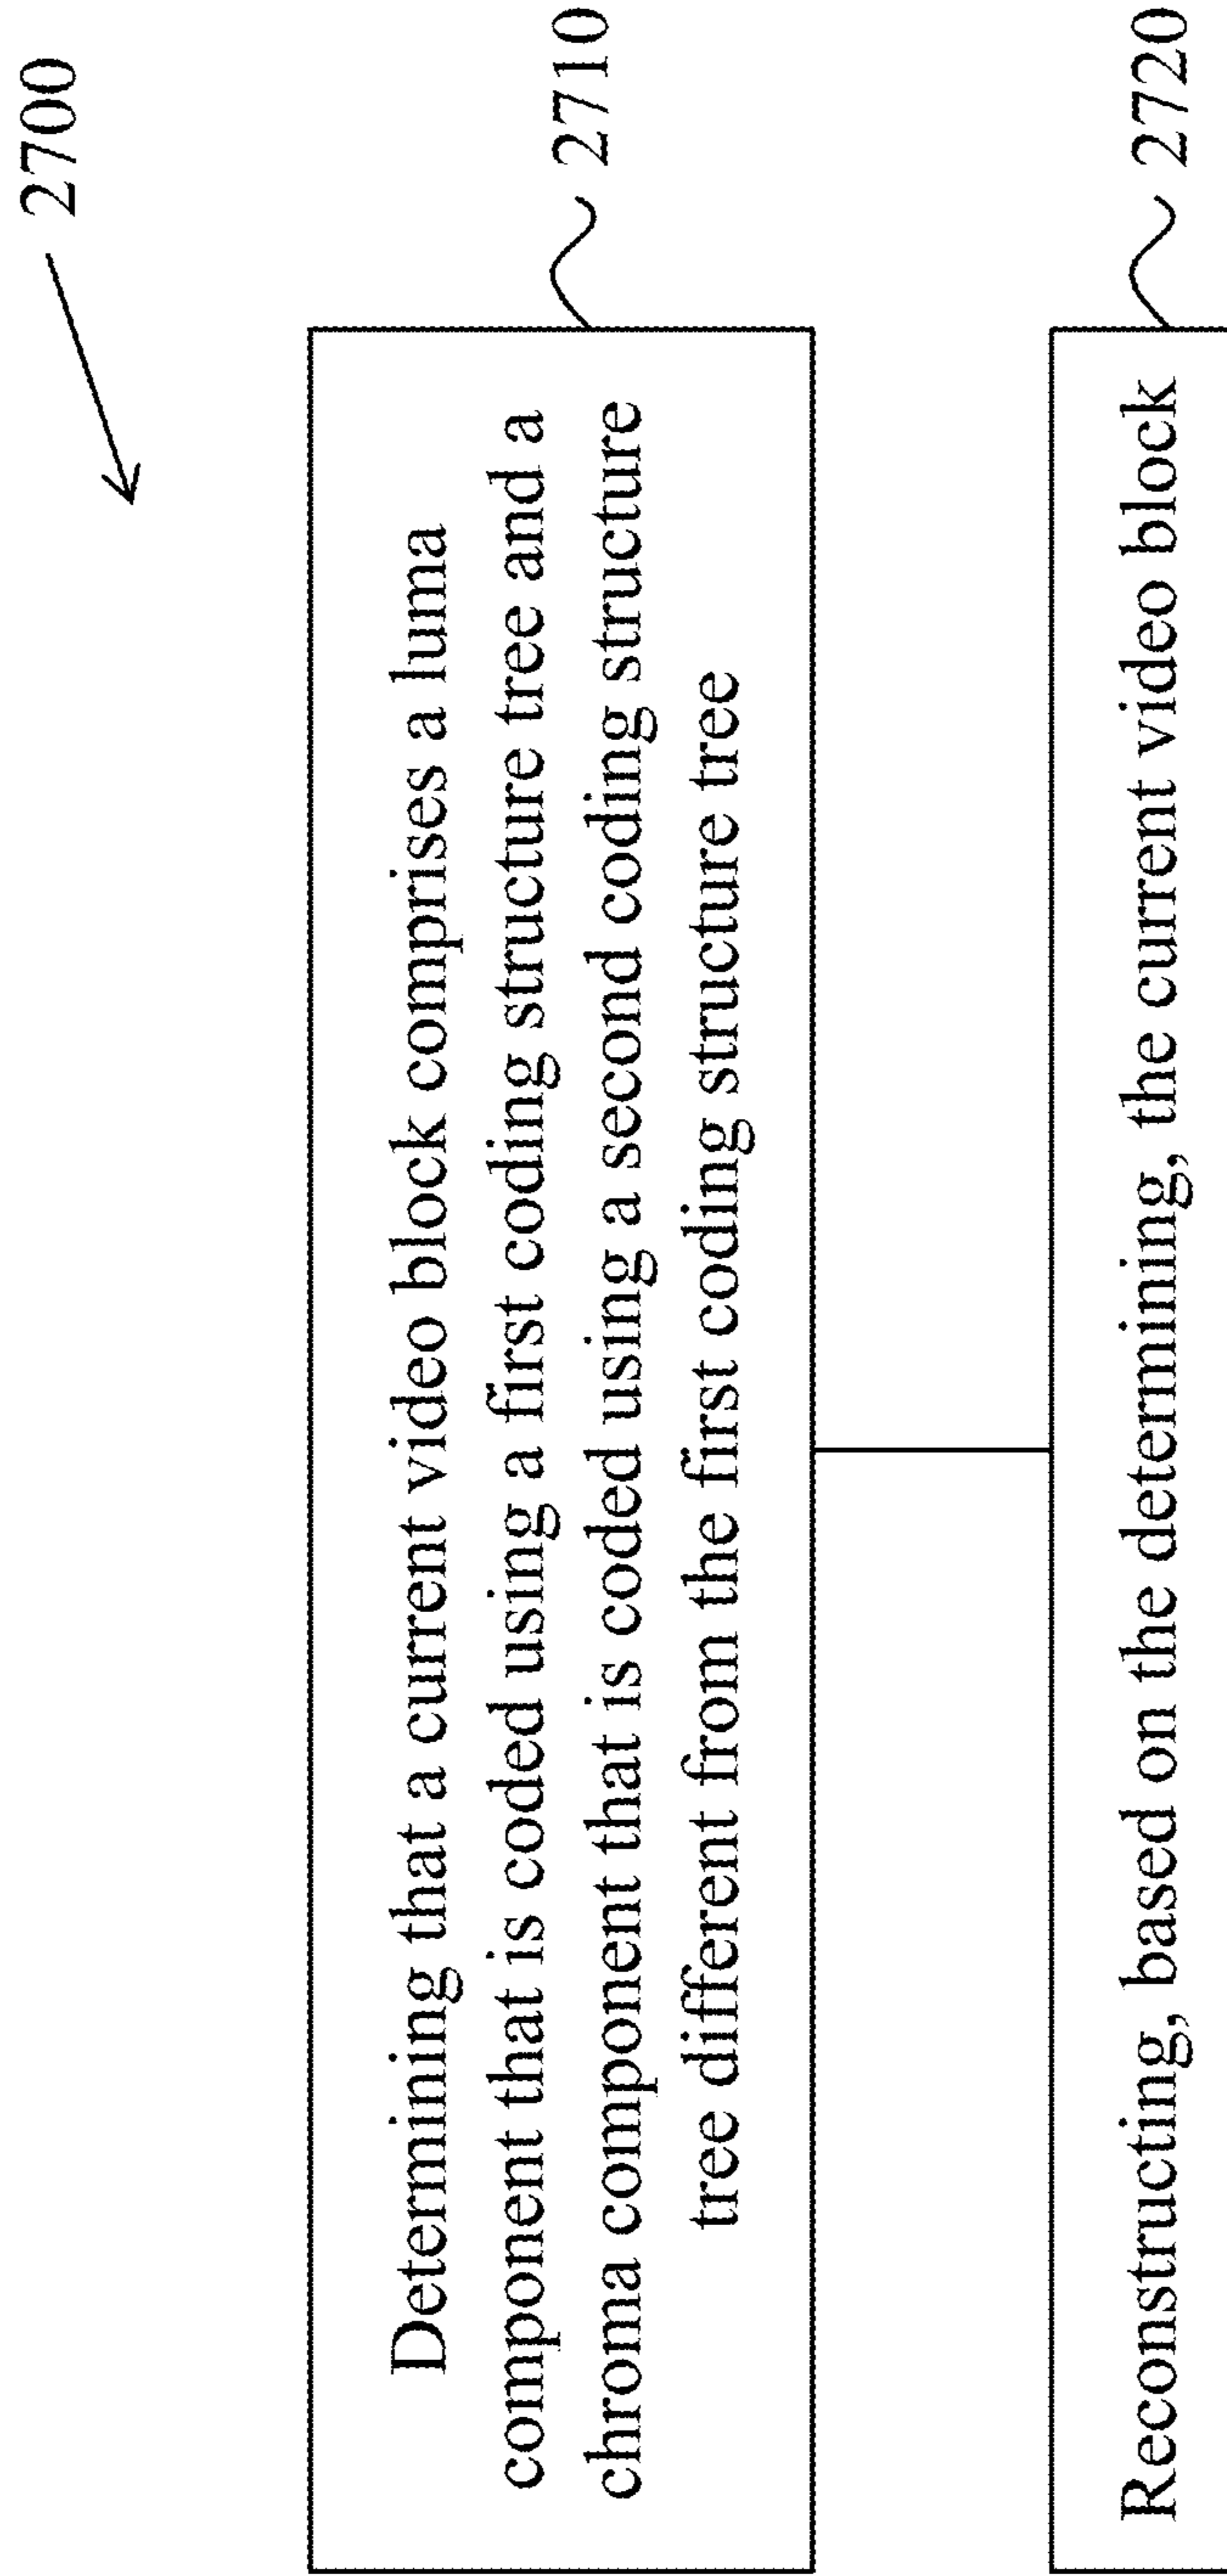 2700
Determining that a current video block comprises a luma
component that is coded using a first coding structure tree and a
chroma component that is coded using a second coding structure
tree different from the first coding structure tree
2710
Reconstructing, based on the determining, the current video block
2720